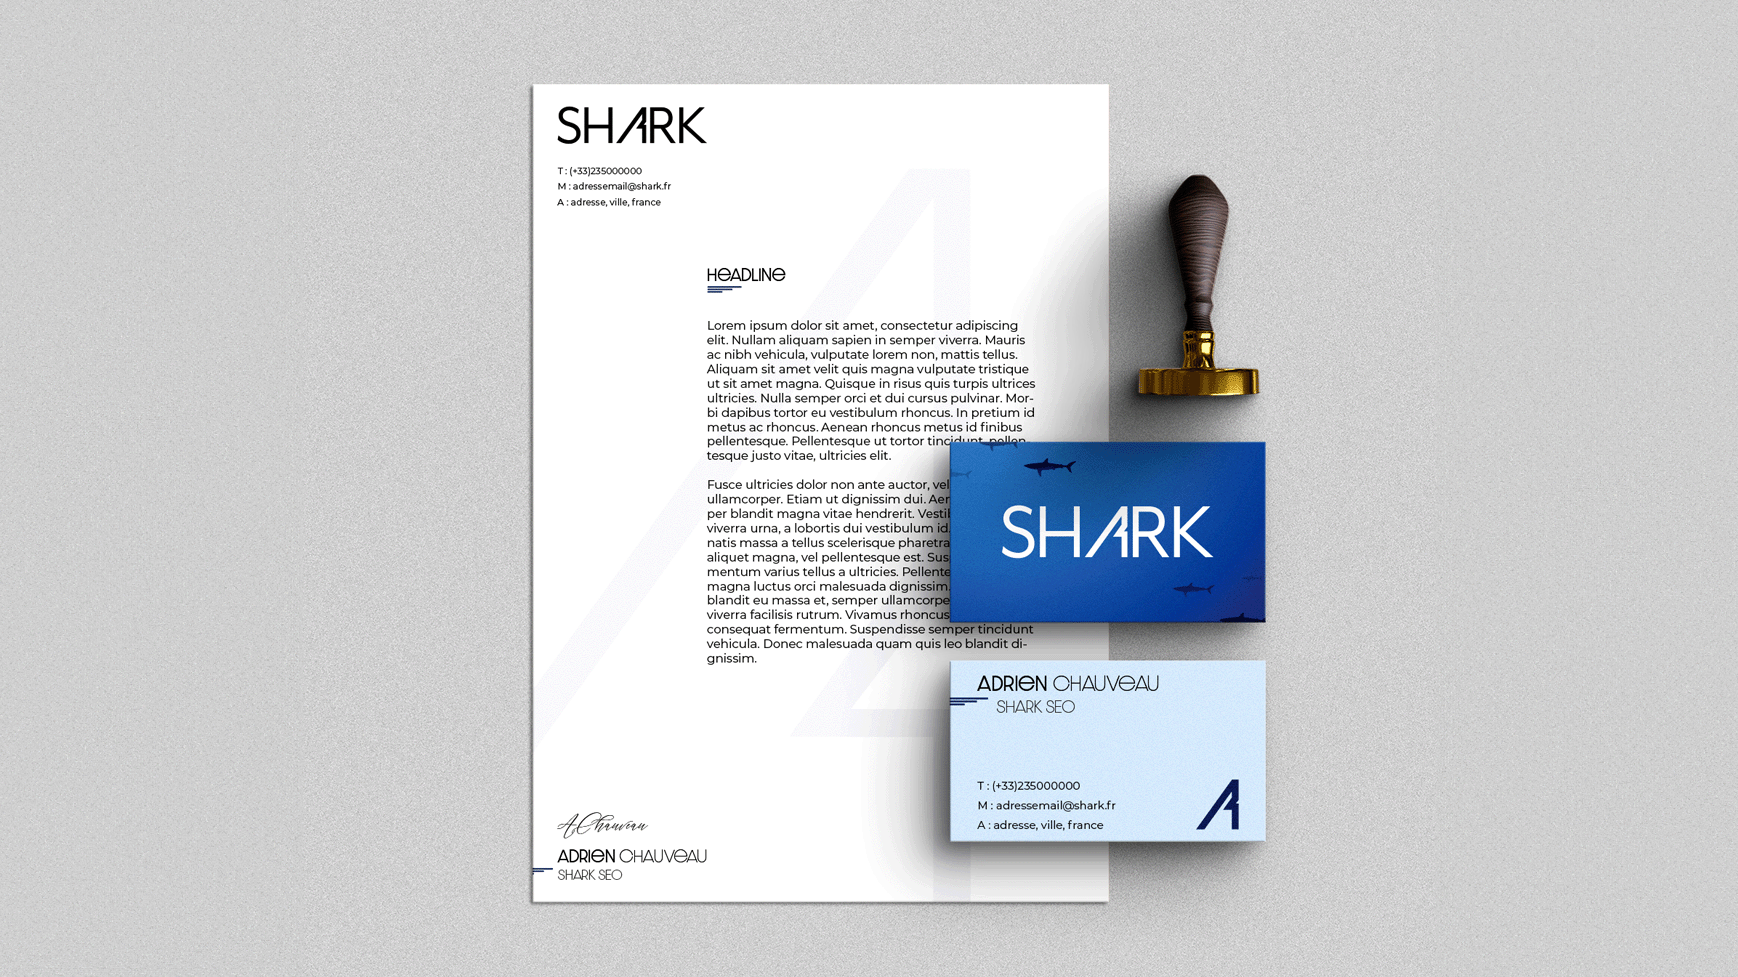 SHARK
T : (+33)235000000
M : adressemail@shark.fr
A : adresse, ville, france
HEADLINE
Lorem ipsum dolor sit amet, consectetur adipiscing
elit. Nullam aliquam sapien in semper viverra. Mauris
ac nibh vehicula, vulputate lorem non, mattis tellus.
Aliquam sit amet velit quis magna vulputate tristique
ut sit amet magna. Quisque in risus quis turpis ultrices
ultricies. Nulla semper orci et dui cursus pulvinar. Mor-
bi dapibus tortor eu vestibulum rhoncus. In pretium id
metus ac rhoncus. Aenean rhoncus metus id finibus
pellentesque. Pellentesque ut tortor tincidunt, pellen-
tesque justo vitae, ultricies elit.
Fusce ultricies dolor non ante auctor, vel
ullamcorper. Etiam ut dignissim dui.
per blandit magna vitae hendrerit.
viverra urna, a lobortis dui vestibulum id
natis massa a tellus scelerisque pharetra
aliquet magna, vel pellentesque est.
mentum varius tellus a ultricies.
magna luctus orci malesuada dignissim.
blandit eu massa et, semper ullamcorpe
viverra facilisis rutrum. Vivamus rhoncus
consequat fermentum. Suspendisse semper tincidunt
vehicula. Donec malesuada quam quis leo blandit di-
gnissim.
A Chauveau
ADRIEN CHAUVEAU
SHARK SEO
SHARK
ADRIEN CHAUVEAU
SHARK SEO
T : (+33)235000000
M : adressemail@shark.fr
A : adresse, ville, france
A